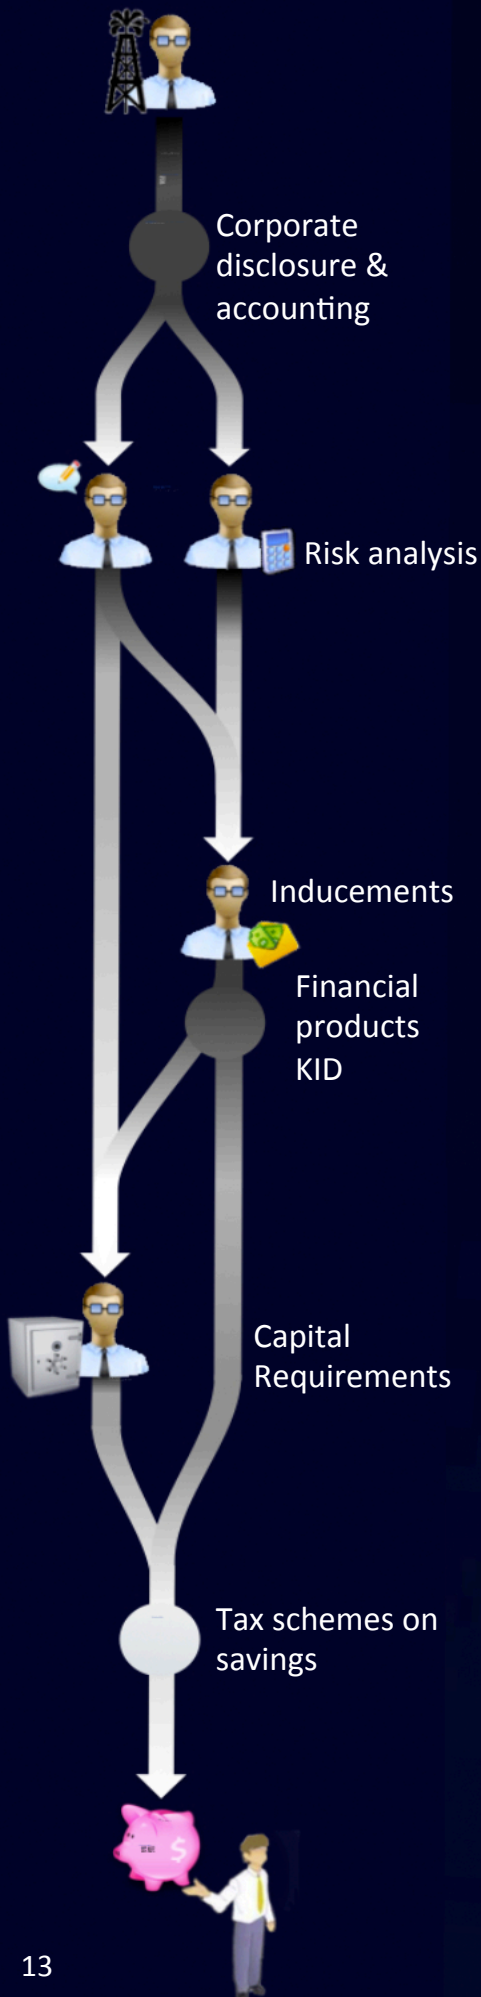 Corporate
disclosure &
accounting
Risk analysis
Inducements
Financial
products
KID
Capital
Requirements
Tax schemes on
savings
$
13